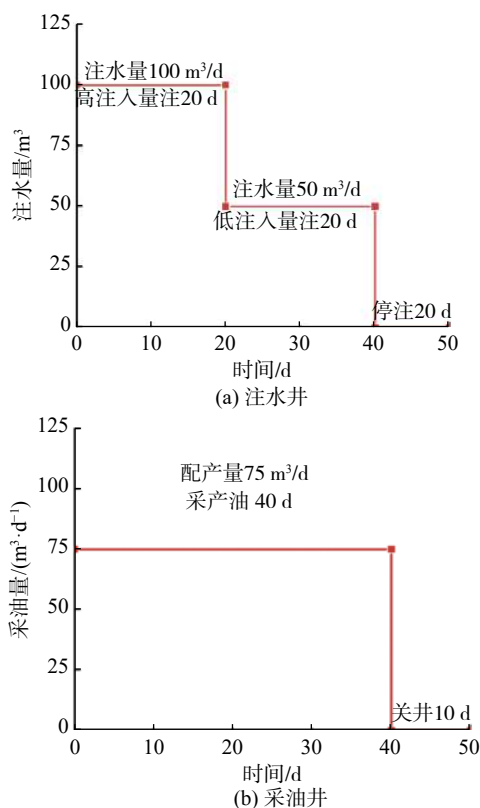 125
注水量100 m³/d
100
高注入量注20 d
75
注水量/m³
注水量50 m³/d
50
低注入量注20 d
25
停注20 d
0
0 10 20 30 40 50
时间/d
(a) 注水井
125
配产量75 m³/d
100
采产油 40 d
75
采油量/(m³·d⁻¹)
50
25
关井10 d
0
0 10 20 30 40 50
时间/d
(b) 采油井